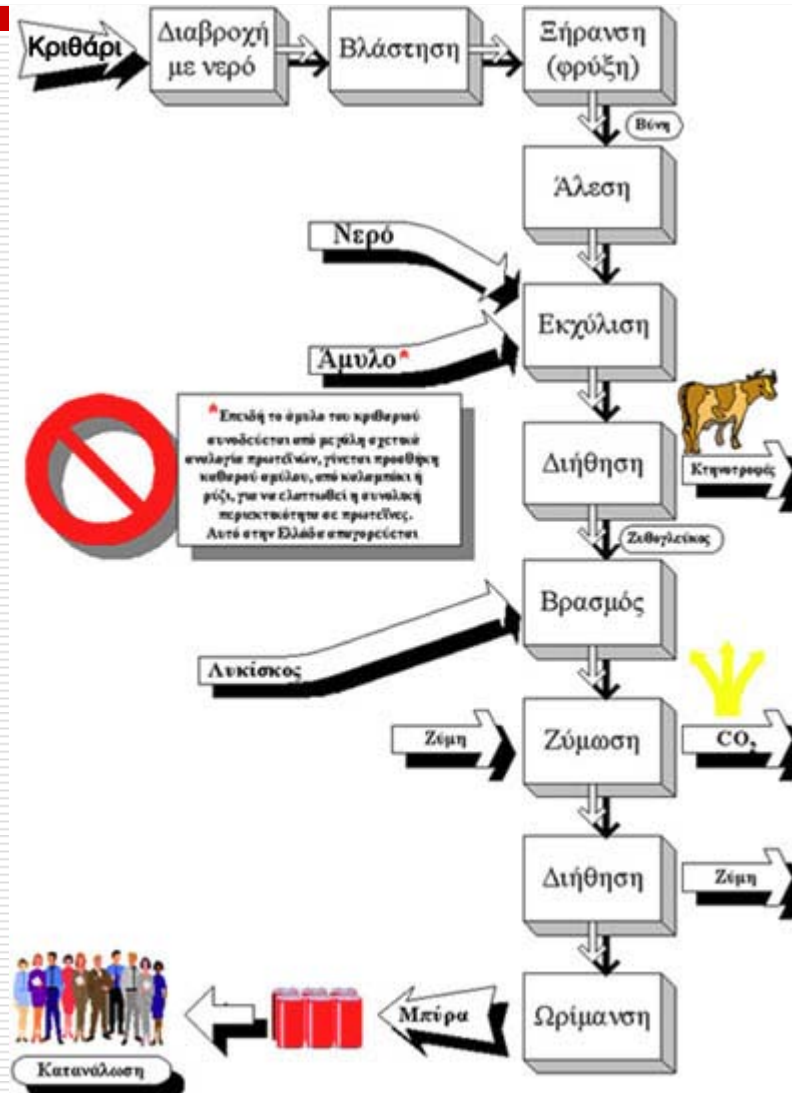 Κριθάρι
Διαβροχή
με νερό
Βλάστηση
Ξήρανση
(φρύξη)
Βύνη
Άλεση
Νερό
Εκχύλιση
Άμυλο*
*Επειδή το άμυλο του κριθαριού
συνοδεύεται από μεγάλη σχετικά
αναλογία πρωτεϊνών, γίνεται προσθήκη
καθαρού αμύλου, από καλαμπόκι ή
ρύζι, για να ελαττωθεί η συνολική
περιεκτικότητα σε πρωτεΐνες.
Αυτό στην Ελλάδα απαγορεύεται
Διήθηση
Κτηνοτροφές
Ζυθογλεύκος
Βρασμός
Λυκίσκος
Ζύμη
Ζύμωση
CO2
Διήθηση
Ζύμη
Ωρίμανση
Μπύρα
Κατανάλωση